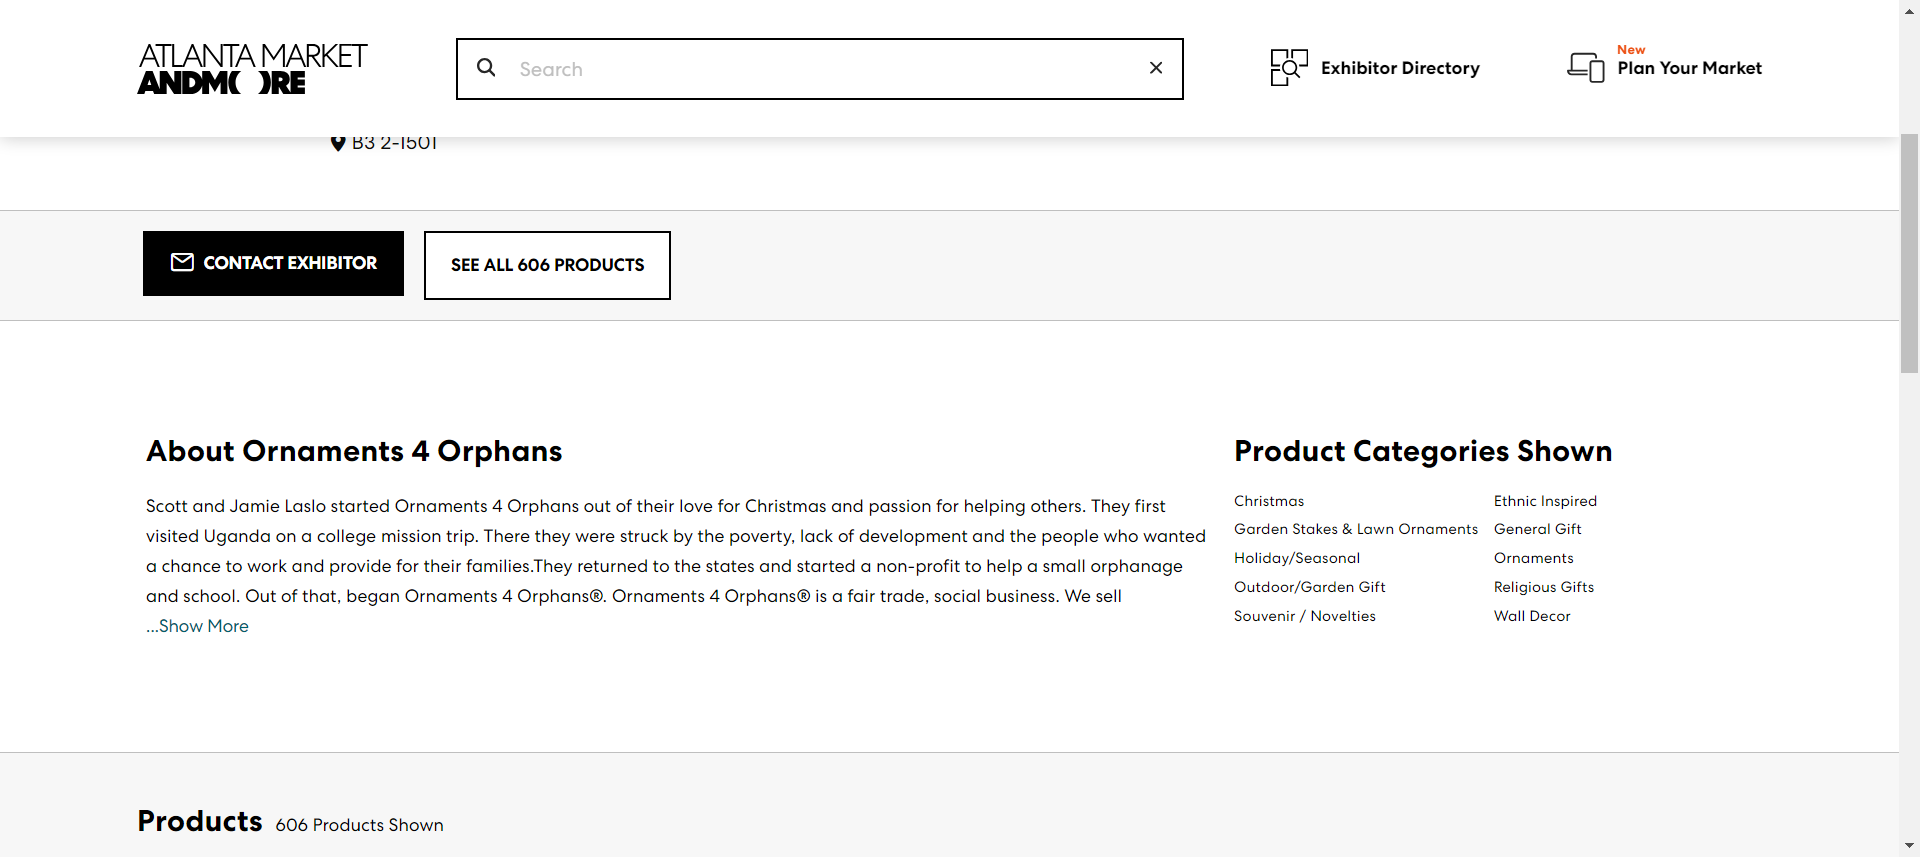 ATLANTA MARKET
ANDMORE
Search
Exhibitor Directory
New
Plan Your Market
B3 2-1501
CONTACT EXHIBITOR
SEE ALL 606 PRODUCTS
About Ornaments 4 Orphans
Scott and Jamie Laslo started Ornaments 4 Orphans out of their love for Christmas and passion for helping others. They first
visited Uganda on a college mission trip. There they were struck by the poverty, lack of development and the people who wanted
a chance to work and provide for their families.They returned to the states and started a non-profit to help a small orphanage
and school. Out of that, began Ornaments 4 Orphans®. Ornaments 4 Orphans® is a fair trade, social business. We sell
...Show More
Product Categories Shown
Christmas
Ethnic Inspired
Garden Stakes & Lawn Ornaments
General Gift
Holiday/Seasonal
Ornaments
Outdoor/Garden Gift
Religious Gifts
Souvenir / Novelties
Wall Decor
Products
606 Products Shown